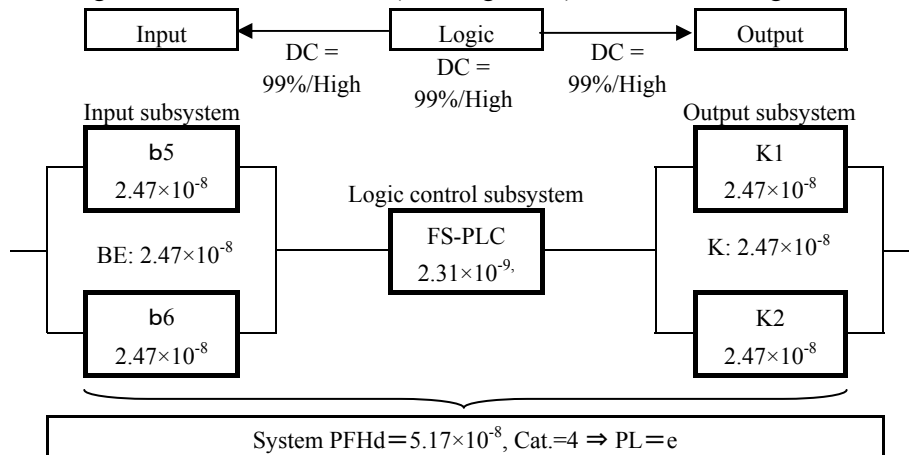 Input Logic Output
DC = 99%/High
DC = 99%/High
DC = 99%/High
Input subsystem
b5
2.47×10⁻⁸
BE: 2.47×10⁻⁸
b6
2.47×10⁻⁸
Logic control subsystem
FS-PLC
2.31×10⁻⁹,
Output subsystem
K1
2.47×10⁻⁸
K: 2.47×10⁻⁸
K2
2.47×10⁻⁸
System PFHd=5.17×10⁻⁸, Cat.=4 ⇒ PL=e